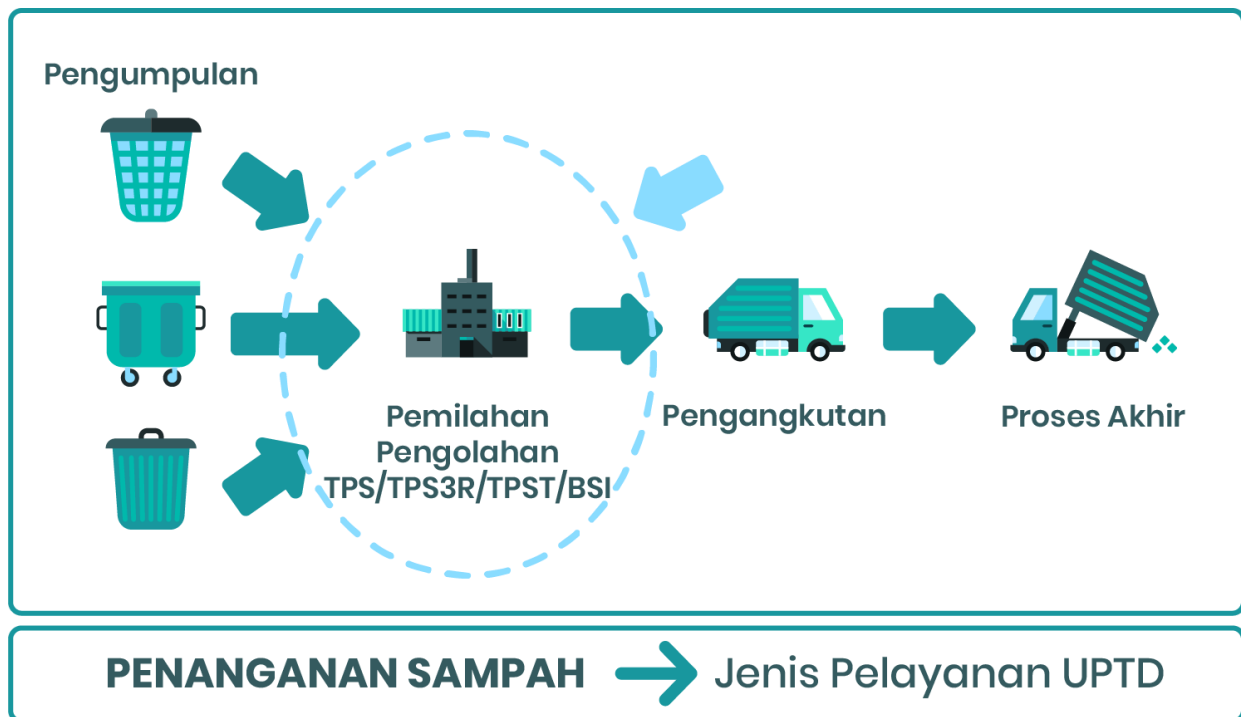 Pengumpulan
Pemilahan
Pengolahan
TPS/TPS3R/TPST/BSI
Pengangkutan
Proses Akhir
PENANGANAN SAMPAH
Jenis Pelayanan UPTD